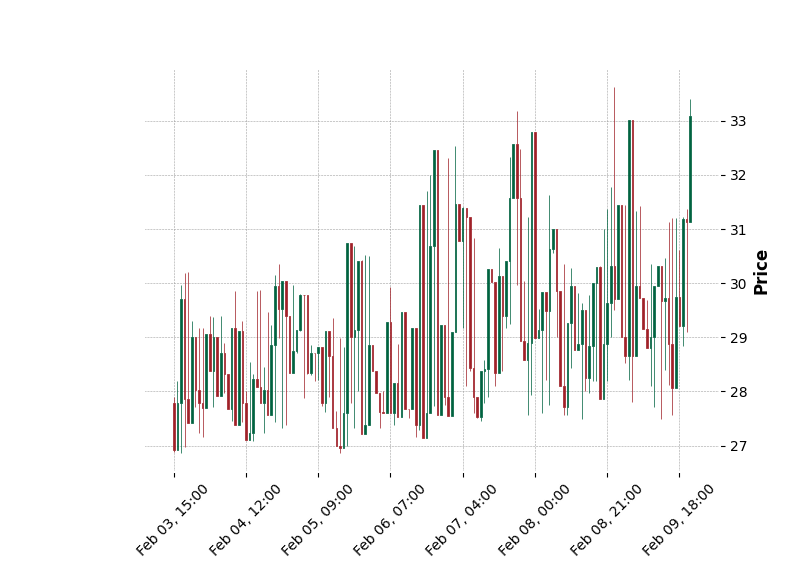 33
32
31
30
29
28
27
Price
Feb 03, 15:00
Feb 04, 12:00
Feb 05, 09:00
Feb 06, 07:00
Feb 07, 04:00
Feb 08, 00:00
Feb 08, 21:00
Feb 09, 18:00